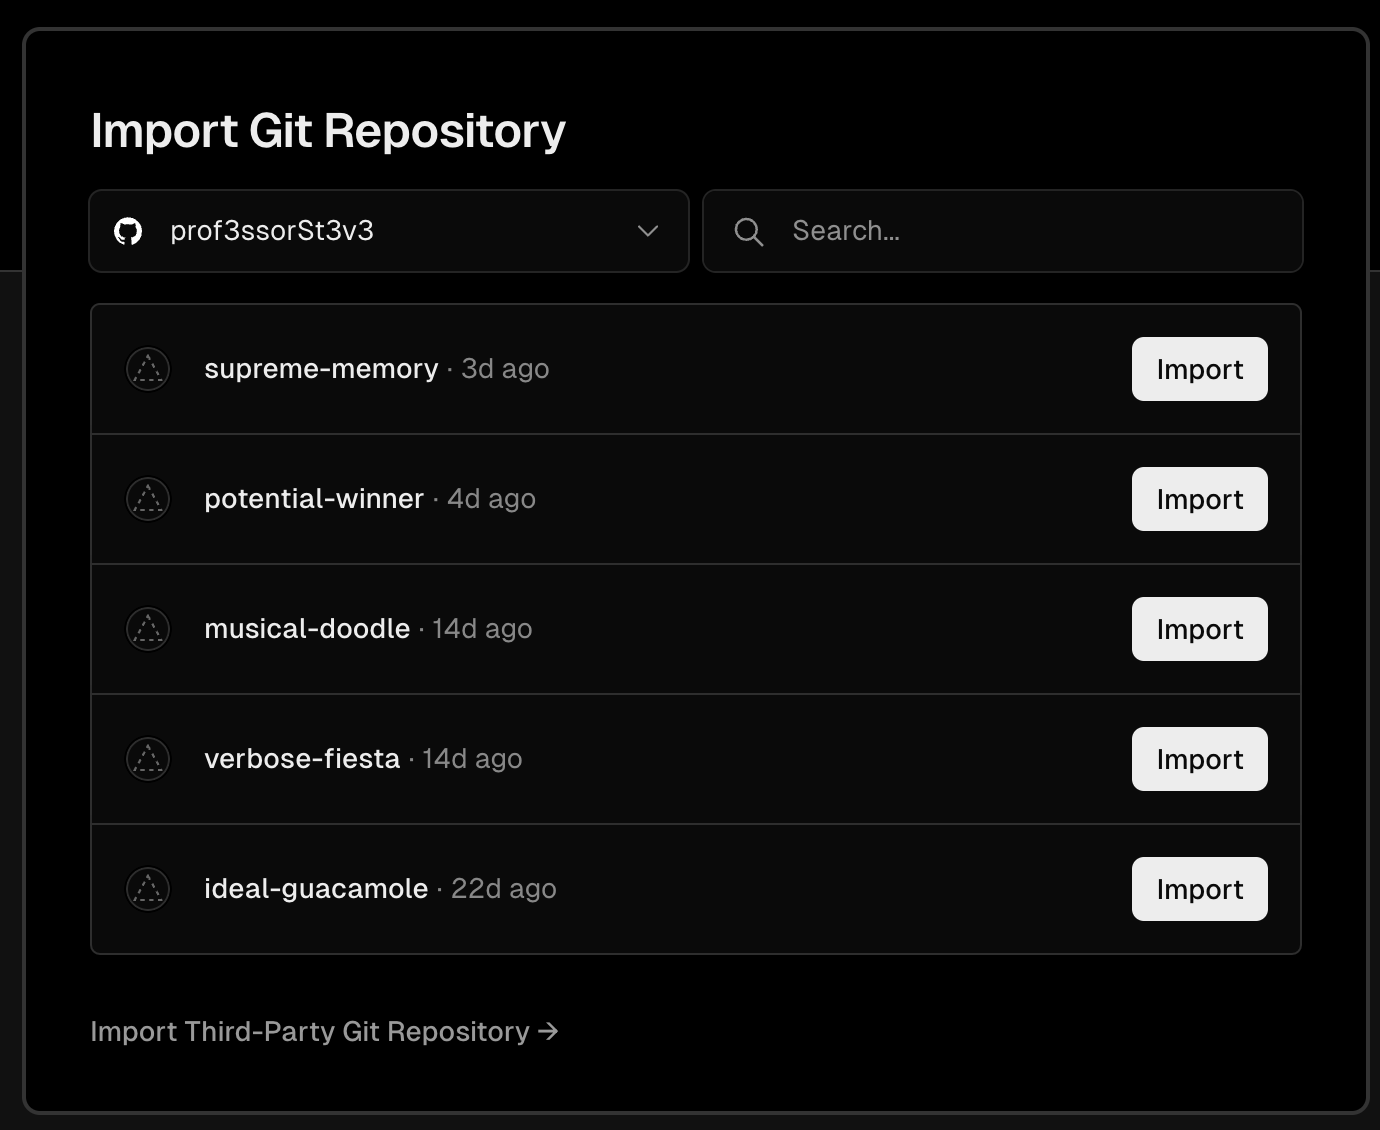 Import Git Repository
prof3ssorSt3v3
Search...
supreme-memory · 3d ago
Import
potential-winner · 4d ago
Import
musical-doodle · 14d ago
Import
verbose-fiesta · 14d ago
Import
ideal-guacamole · 22d ago
Import
Import Third-Party Git Repository →